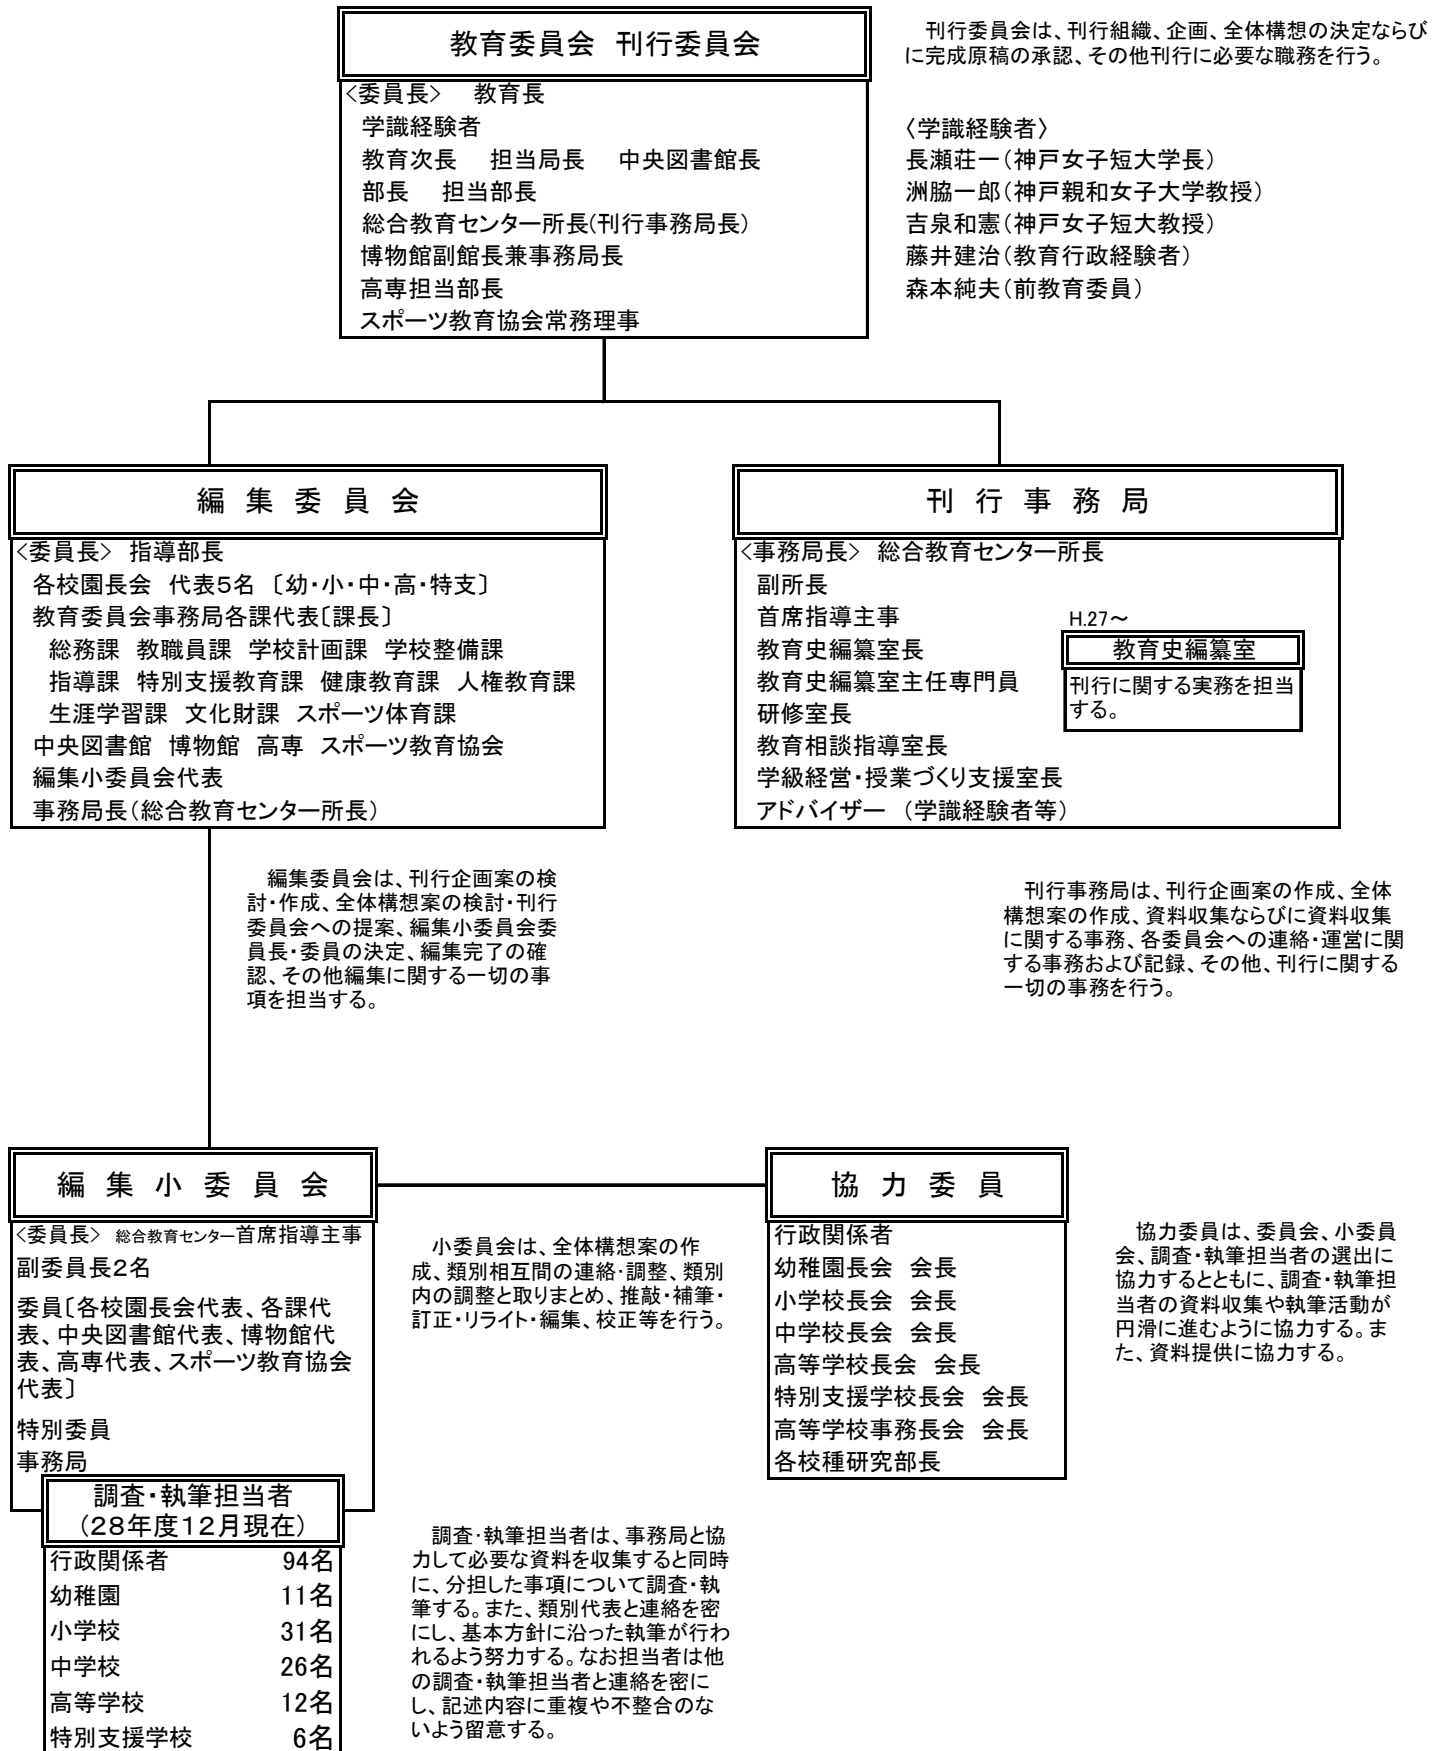 教育委員会 刊行委員会
<委員長> 教育長
学識経験者
教育次長 担当局長 中央図書館長
部長 担当部長
総合教育センター所長(刊行事務局長)
博物館副館長兼事務局長
高専担当部長
スポーツ教育協会常務理事
刊行委員会は、刊行組織、企画、全体構想の決定ならび
に完成原稿の承認、その他刊行に必要な職務を行う。
〈学識経験者〉
長瀬荘一(神戸女子短大学長)
洲脇一郎(神戸親和女子大学教授)
吉泉和憲(神戸女子短大教授)
藤井建治(教育行政経験者)
森本純夫(前教育委員)
編集委員会
<委員長> 指導部長
各校園長会 代表5名 〔幼・小・中・高・特支〕
教育委員会事務局各課代表〔課長〕
総務課 教職員課 学校計画課 学校整備課
指導課 特別支援教育課 健康教育課 人権教育課
生涯学習課 文化財課 スポーツ体育課
中央図書館 博物館 高専 スポーツ教育協会
編集小委員会代表
事務局長(総合教育センター所長)
刊行事務局
<事務局長> 総合教育センター所長
副所長
首席指導主事
教育史編纂室長
教育史編纂室主任専門員
研修室長
教育相談指導室長
学級経営・授業づくり支援室長
アドバイザー (学識経験者等)
H.27~
教育史編纂室
刊行に関する実務を担当
する。
編集委員会は、刊行企画案の検
討・作成、全体構想案の検討・刊行
委員会への提案、編集小委員会委
員長・委員の決定、編集完了の確
認、その他編集に関する一切の事
項を担当する。
刊行事務局は、刊行企画案の作成、全体
構想案の作成、資料収集ならびに資料収集
に関する事務、各委員会への連絡・運営に関
する事務および記録、その他、刊行に関する
一切の事務を行う。
編集小委員会
<委員長> 総合教育センター首席指導主事
副委員長2名
委員〔各校園長会代表、各課代
表、中央図書館代表、博物館代
表、高専代表、スポーツ教育協会
代表〕
特別委員
事務局
小委員会は、全体構想案の作
成、類別相互間の連絡・調整、類別
内の調整と取りまとめ、推敲・補筆・
訂正・リライト・編集、校正等を行う。
協力委員
行政関係者
幼稚園長会 会長
小学校長会 会長
中学校長会 会長
高等学校長会 会長
特別支援学校長会 会長
高等学校事務長会 会長
各校種研究部長
協力委員は、委員会、小委員
会、調査・執筆担当者の選出に
協力するとともに、調査・執筆担
当者の資料収集や執筆活動が
円滑に進むように協力する。ま
た、資料提供に協力する。
調査・執筆担当者
(28年度12月現在)
行政関係者 94名
幼稚園 11名
小学校 31名
中学校 26名
高等学校 12名
特別支援学校 6名
調査・執筆担当者は、事務局と協
力して必要な資料を収集すると同時
に、分担した事項について調査・執
筆する。また、類別代表と連絡を密
にし、基本方針に沿った執筆が行わ
れるよう努力する。なお担当者は他
の調査・執筆担当者と連絡を密に
し、記述内容に重複や不整合のな
いよう留意する。